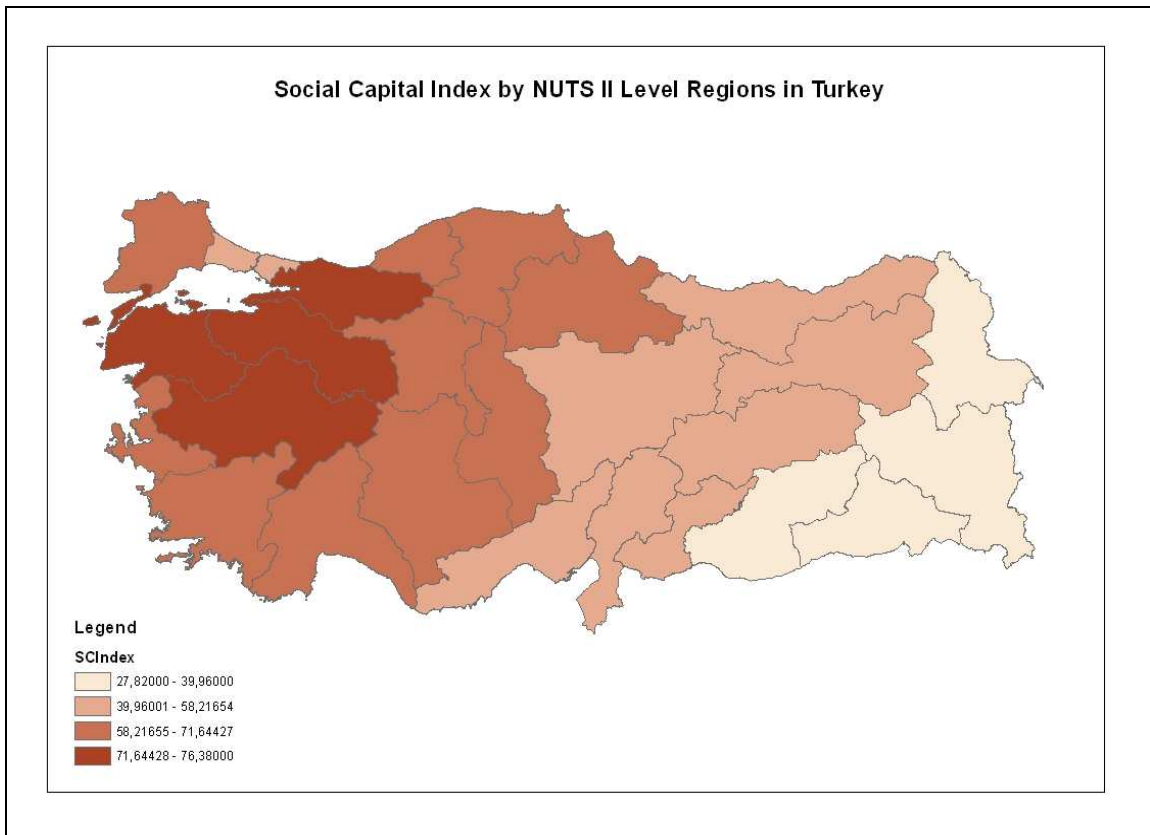 Social Capital Index by NUTS II Level Regions in Turkey
Legend
SCIndex
27,82000 - 39,96000
39,96001 - 58,21654
58,21655 - 71,64427
71,64428 - 76,38000